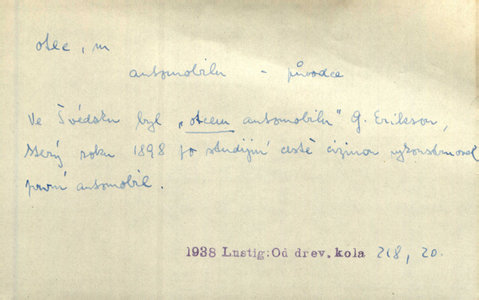 otec, m
automobilu - původce
Ve Švédsku byl „otcem automobilu" G. Erikson,
který roku 1898 po studijní cestě cizinou vykonstruoval
první automobil.
1938 Lustig: Od drev. kola 218, 20.